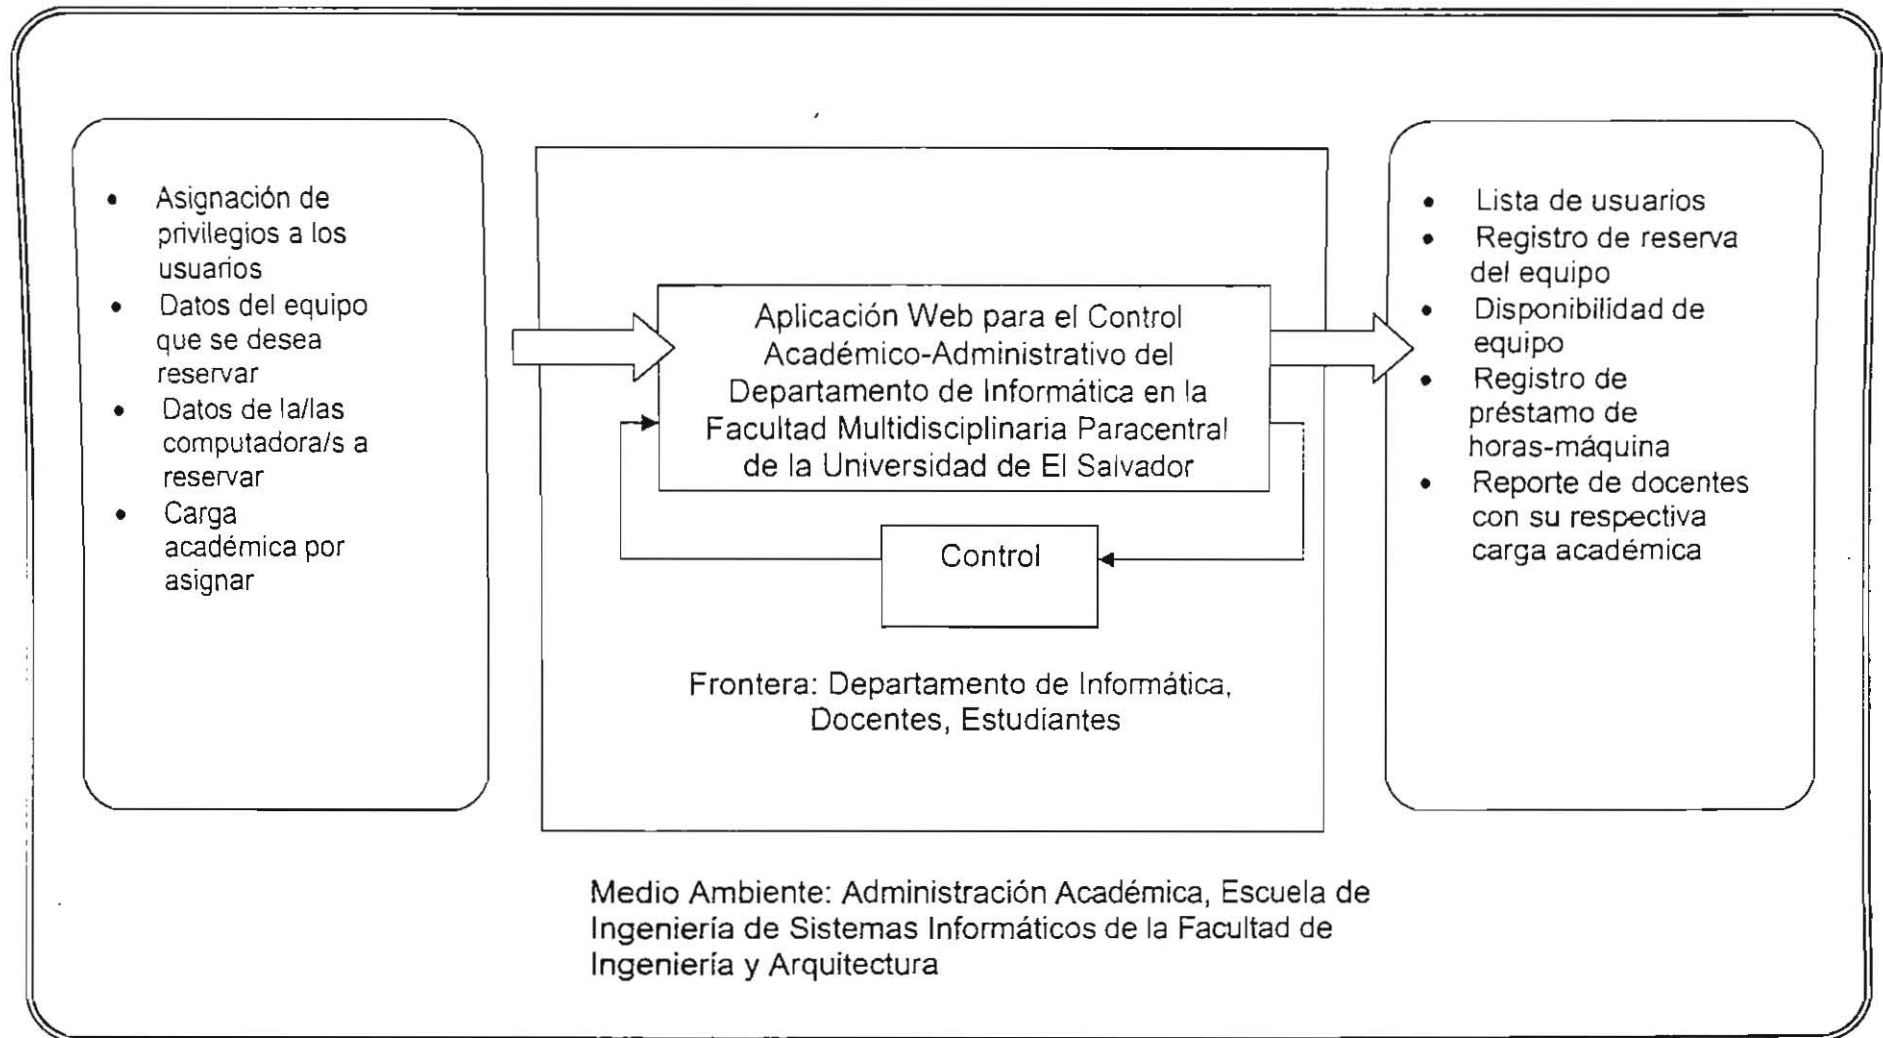 • Asignación de
privilegios a los
usuarios
• Datos del equipo
que se desea
reservar
• Datos de la/las
computadora/s a
reservar
• Carga
académica por
asignar
Aplicación Web para el Control
Académico-Administrativo del
Departamento de Informática en la
Facultad Multidisciplinaria Paracentral
de la Universidad de El Salvador
Control
Frontera: Departamento de Informática,
Docentes, Estudiantes
• Lista de usuarios
• Registro de reserva
del equipo
• Disponibilidad de
equipo
• Registro de
préstamo de
horas-máquina
• Reporte de docentes
con su respectiva
carga académica
Medio Ambiente: Administración Académica, Escuela de
Ingeniería de Sistemas Informáticos de la Facultad de
Ingeniería y Arquitectura